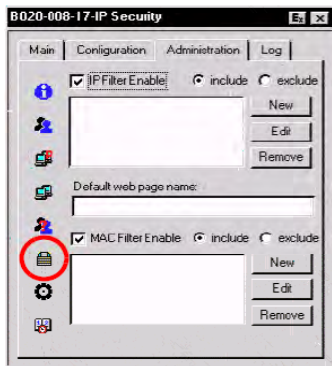 B020-008-17-IP Security
Main Configuration Administration Log
IP Filter Enable include exclude
New
Edit
Remove
Default web page name:
MAC Filter Enable include exclude
New
Edit
Remove